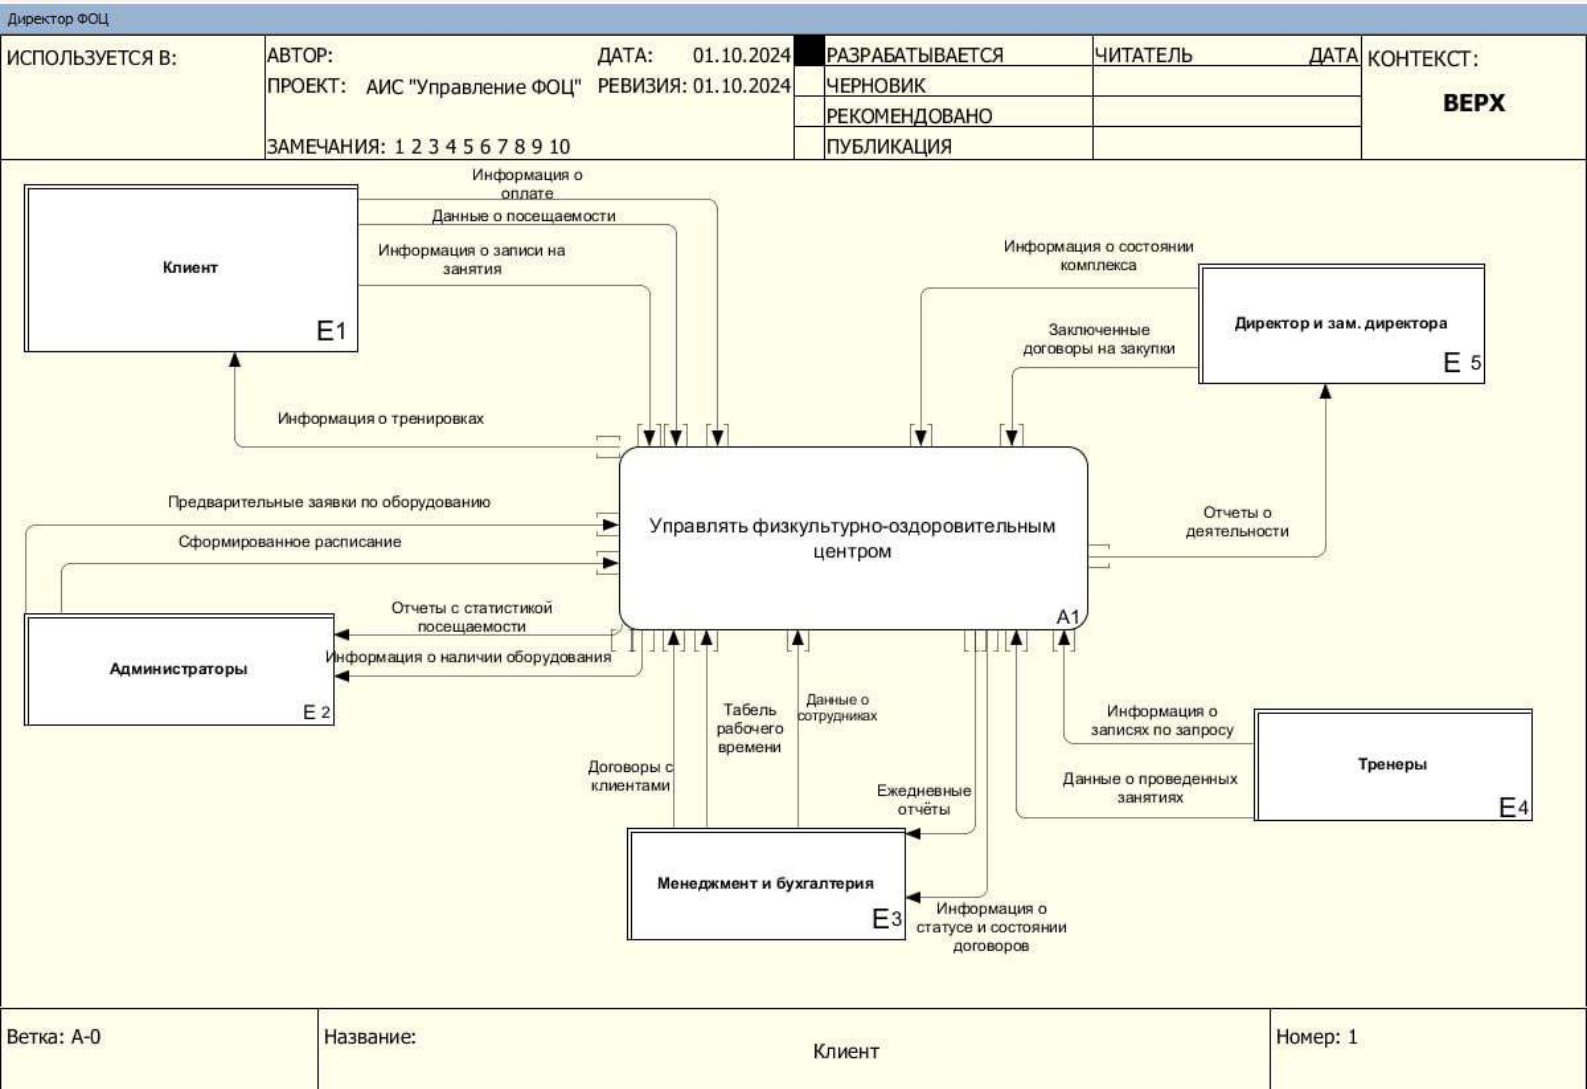 Директор ФОЦ
ИСПОЛЬЗУЕТСЯ В:
АВТОР:
ДАТА: 01.10.2024
ПРОЕКТ: АИС "Управление ФОЦ"
РЕВИЗИЯ: 01.10.2024
ЗАМЕЧАНИЯ: 1 2 3 4 5 6 7 8 9 10
РАЗРАБАТЫВАЕТСЯ
ЧЕРНОВИК
РЕКОМЕНДОВАНО
ПУБЛИКАЦИЯ
ЧИТАТЕЛЬ
ДАТА
КОНТЕКСТ:
ВЕРХ
Информация о
оплате
Данные о посещаемости
Информация о записи на
занятия
Клиент
E1
Информация о состоянии
комплекса
Директор и зам. директора
E 5
Заключенные
договоры на закупки
Информация о тренировках
Предварительные заявки по оборудованию
Сформированное расписание
Управлять физкультурно-оздоровительным
центром
A1
Отчеты о
деятельности
Отчеты с статистикой
посещаемости
Информация о наличии оборудования
Администраторы
E 2
Договоры с
клиентами
Табель
рабочего
времени
Данные о
сотрудниках
Ежедневные
отчёты
Информация о
записях по запросу
Данные о проведенных
занятиях
Тренеры
E4
Менеджмент и бухгалтерия
E3
Информация о
статусе и состоянии
договоров
Ветка: A-0
Название:
Клиент
Номер: 1